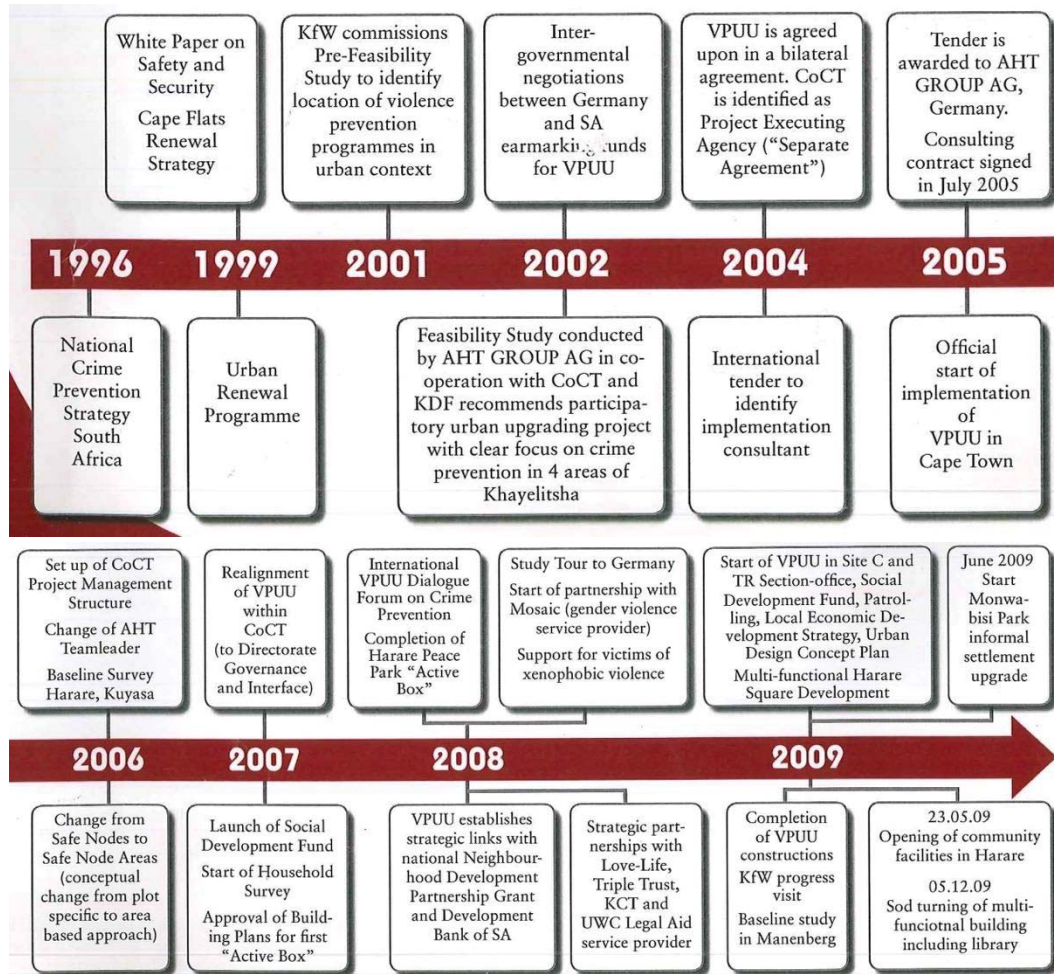 White Paper on
Safety and
Security
Cape Flats
Renewal
Strategy
KfW commissions
Pre-Feasibility
Study to identify
location of violence
prevention
programmes in
urban context
Inter-
governmental
negotiations
between Germany
and SA
earmarking funds
for VPUU
VPUU is agreed
upon in a bilateral
agreement. CoCT
is identified as
Project Executing
Agency (“Separate
Agreement”)
Tender is
awarded to AHT
GROUP AG,
Germany.
Consulting
contract signed
in July 2005
1996 1999 2001 2002 2004 2005
National
Crime
Prevention
Strategy
South
Africa
Urban
Renewal
Programme
Feasibility Study conducted
by AHT GROUP AG in co-
operation with CoCT and
KDF recommends participa-
tory urban upgrading project
with clear focus on crime
prevention in 4 areas of
Khayelitsha
International
tender to
identify
implementation
consultant
Official
start of
implementation
of
VPUU in
Cape Town
Set up of CoCT
Project Management
Structure
Change of AHT
Teamleader
Baseline Survey
Harare, Kuyasa
Realignment
of VPUU within
CoCT
(to Directorate
Governance
and Interface)
International
VPUU Dialogue
Forum on Crime
Prevention
Completion of
Harare Peace
Park “Active
Box”
Study Tour to Germany
Start of partnership with
Mosaic (gender violence
service provider)
Support for victims of
xenophobic violence
Start of VPUU in Site C and
TR Section-office, Social
Development Fund, Patrol-
ling, Local Economic De-
velopment Strategy, Urban
Design Concept Plan
Multi-functional Harare
Square Development
June 2009
Start
Monwa-
bisi Park
informal
settlement
upgrade
2006 2007 2008 2009
Change from
Safe Nodes to
Safe Node Areas
(conceptual
change from plot
specific to area
based approach)
Launch of Social
Development Fund
Start of Household
Survey
Approval of Build-
ing Plans for first
“Active Box”
VPUU establishes
strategic links with
national Neighbour-
hood Development
Partnership Grant
and Development
Bank of SA
Strategic part-
nerships with
Love-Life,
Triple Trust,
KCT and
UWC Legal Aid
service provider
Completion
of VPUU
constructions
KfW progress
visit
Baseline study
in Manenberg
23.05.09
Opening of community
facilities in Harare
05.12.09
Sod turning of multi-
funcitnal building
including library